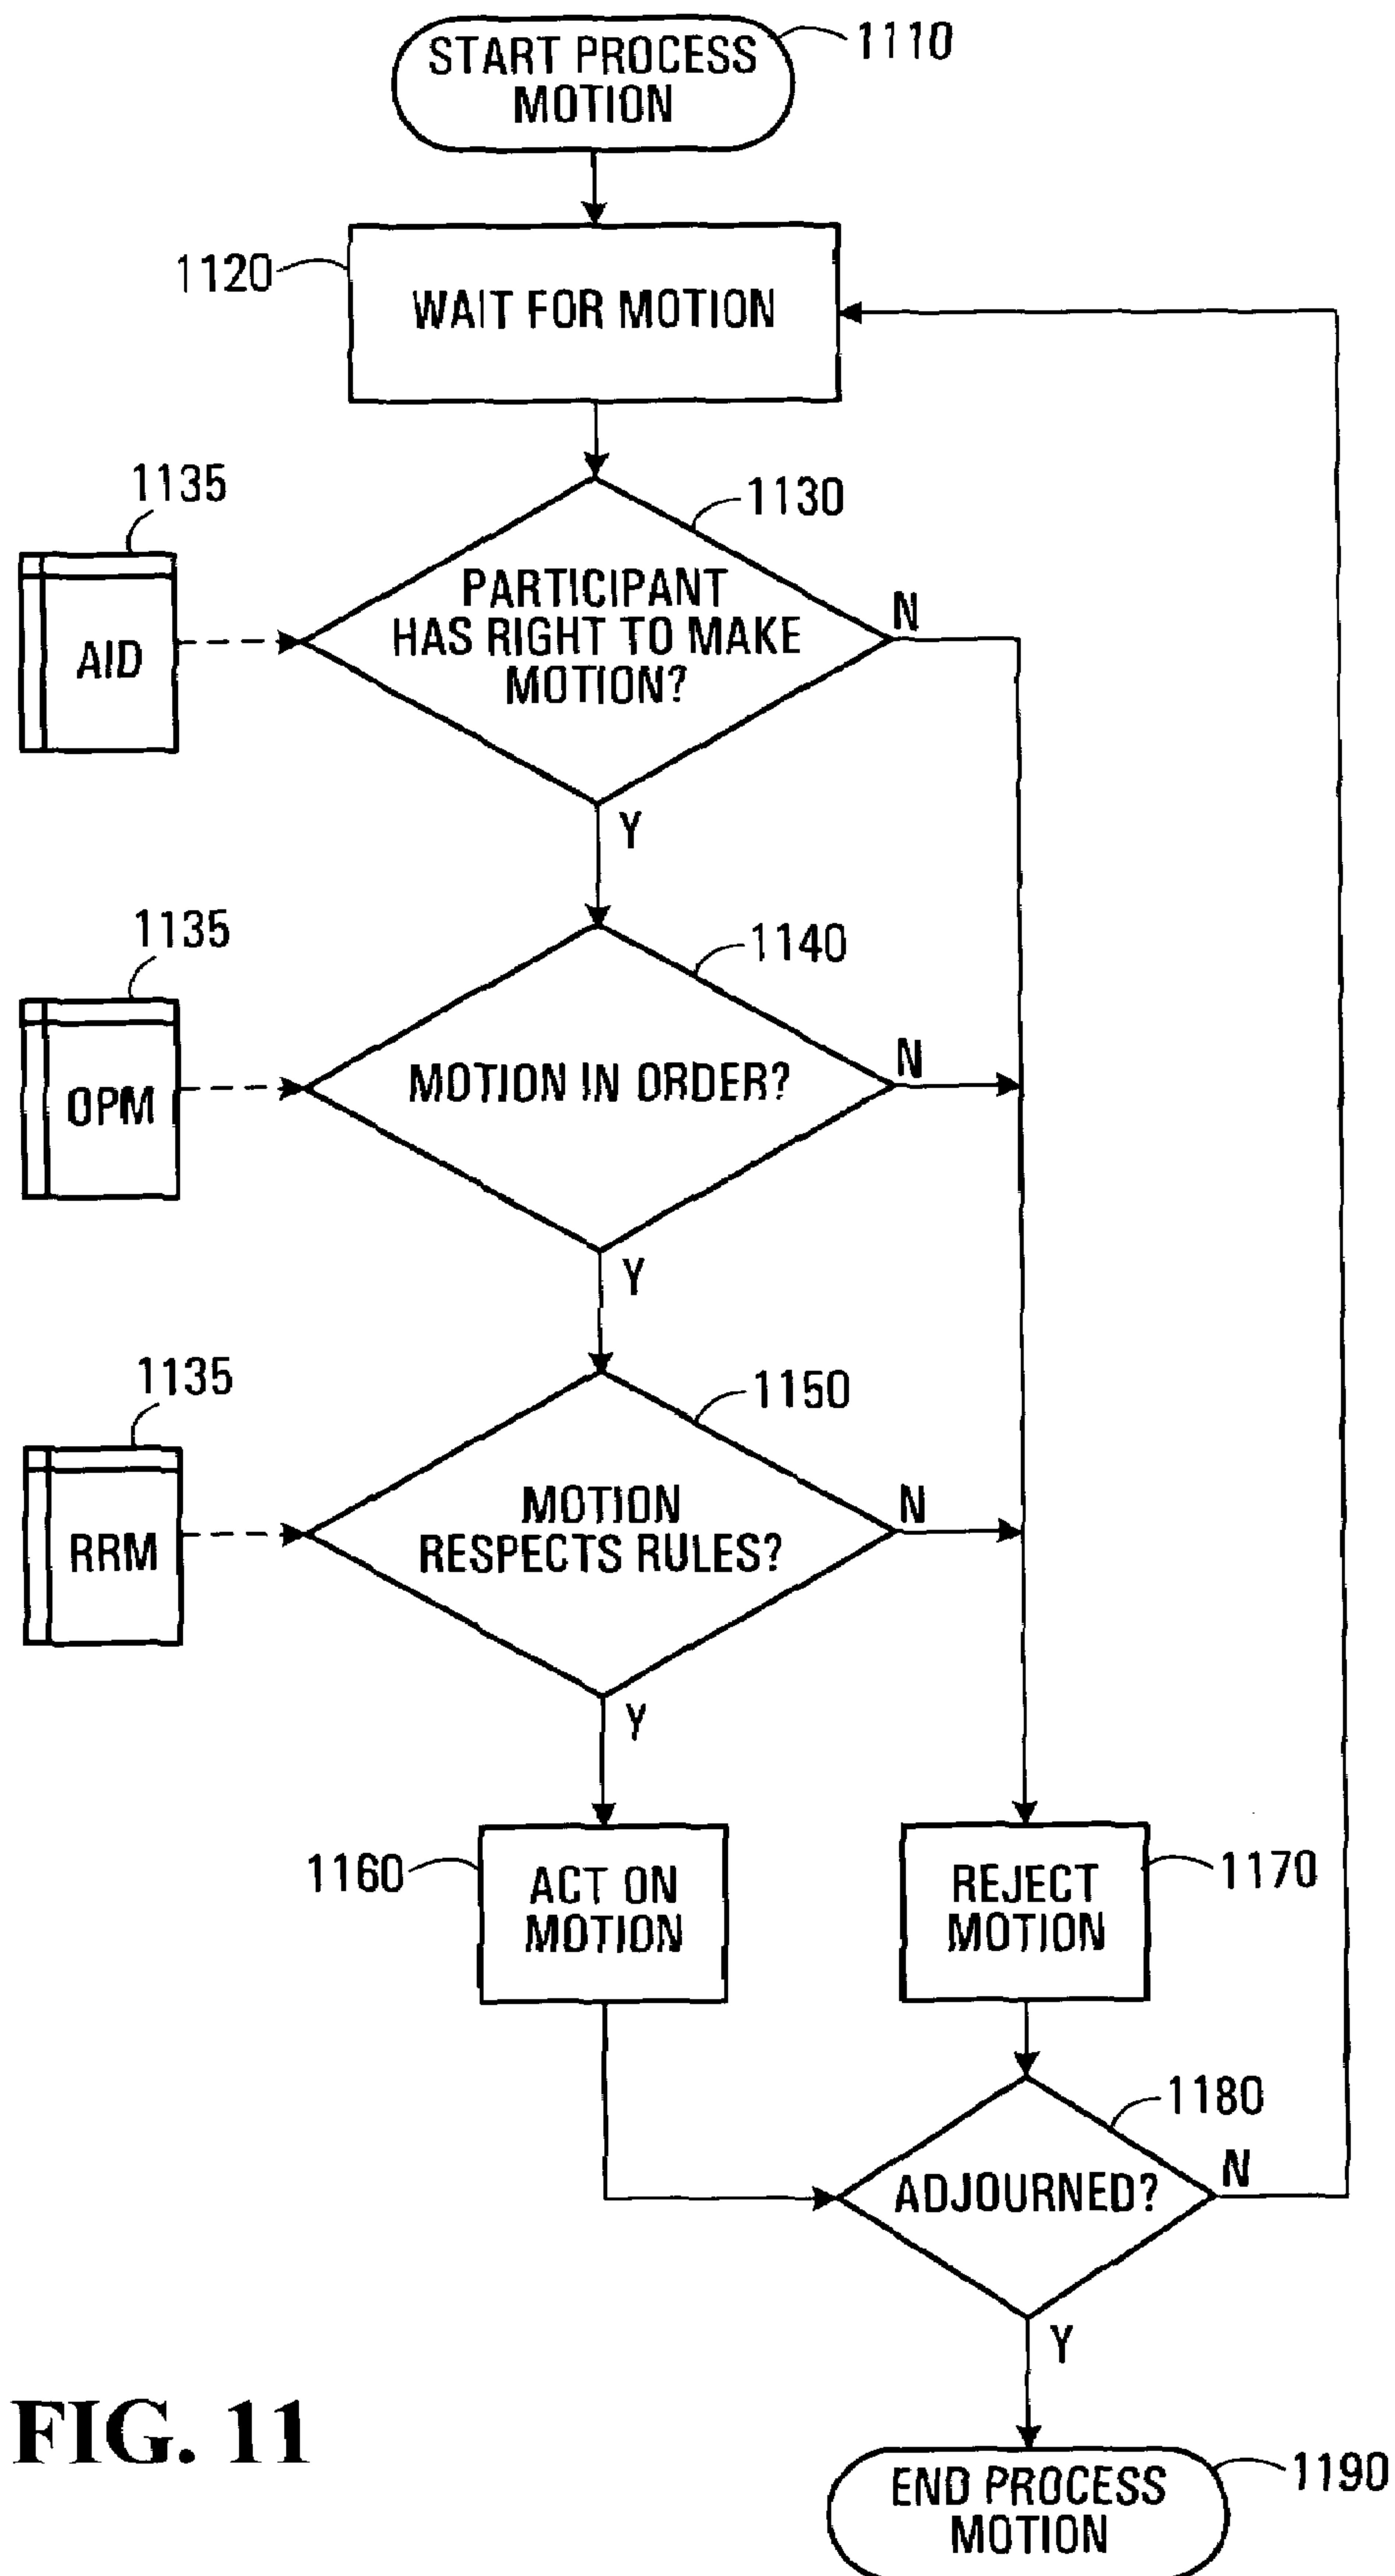 START PROCESS
MOTION
1110
1120
WAIT FOR MOTION
1135
1130
AID
PARTICIPANT
HAS RIGHT TO MAKE
MOTION?
N
Y
1135
1140
OPM
MOTION IN ORDER?
N
Y
1135
1150
RRM
MOTION
RESPECTS RULES?
N
Y
1160
ACT ON
MOTION
REJECT
MOTION
1170
1180
ADJOURNED?
N
Y
FIG. 11
END PROCESS
MOTION
1190